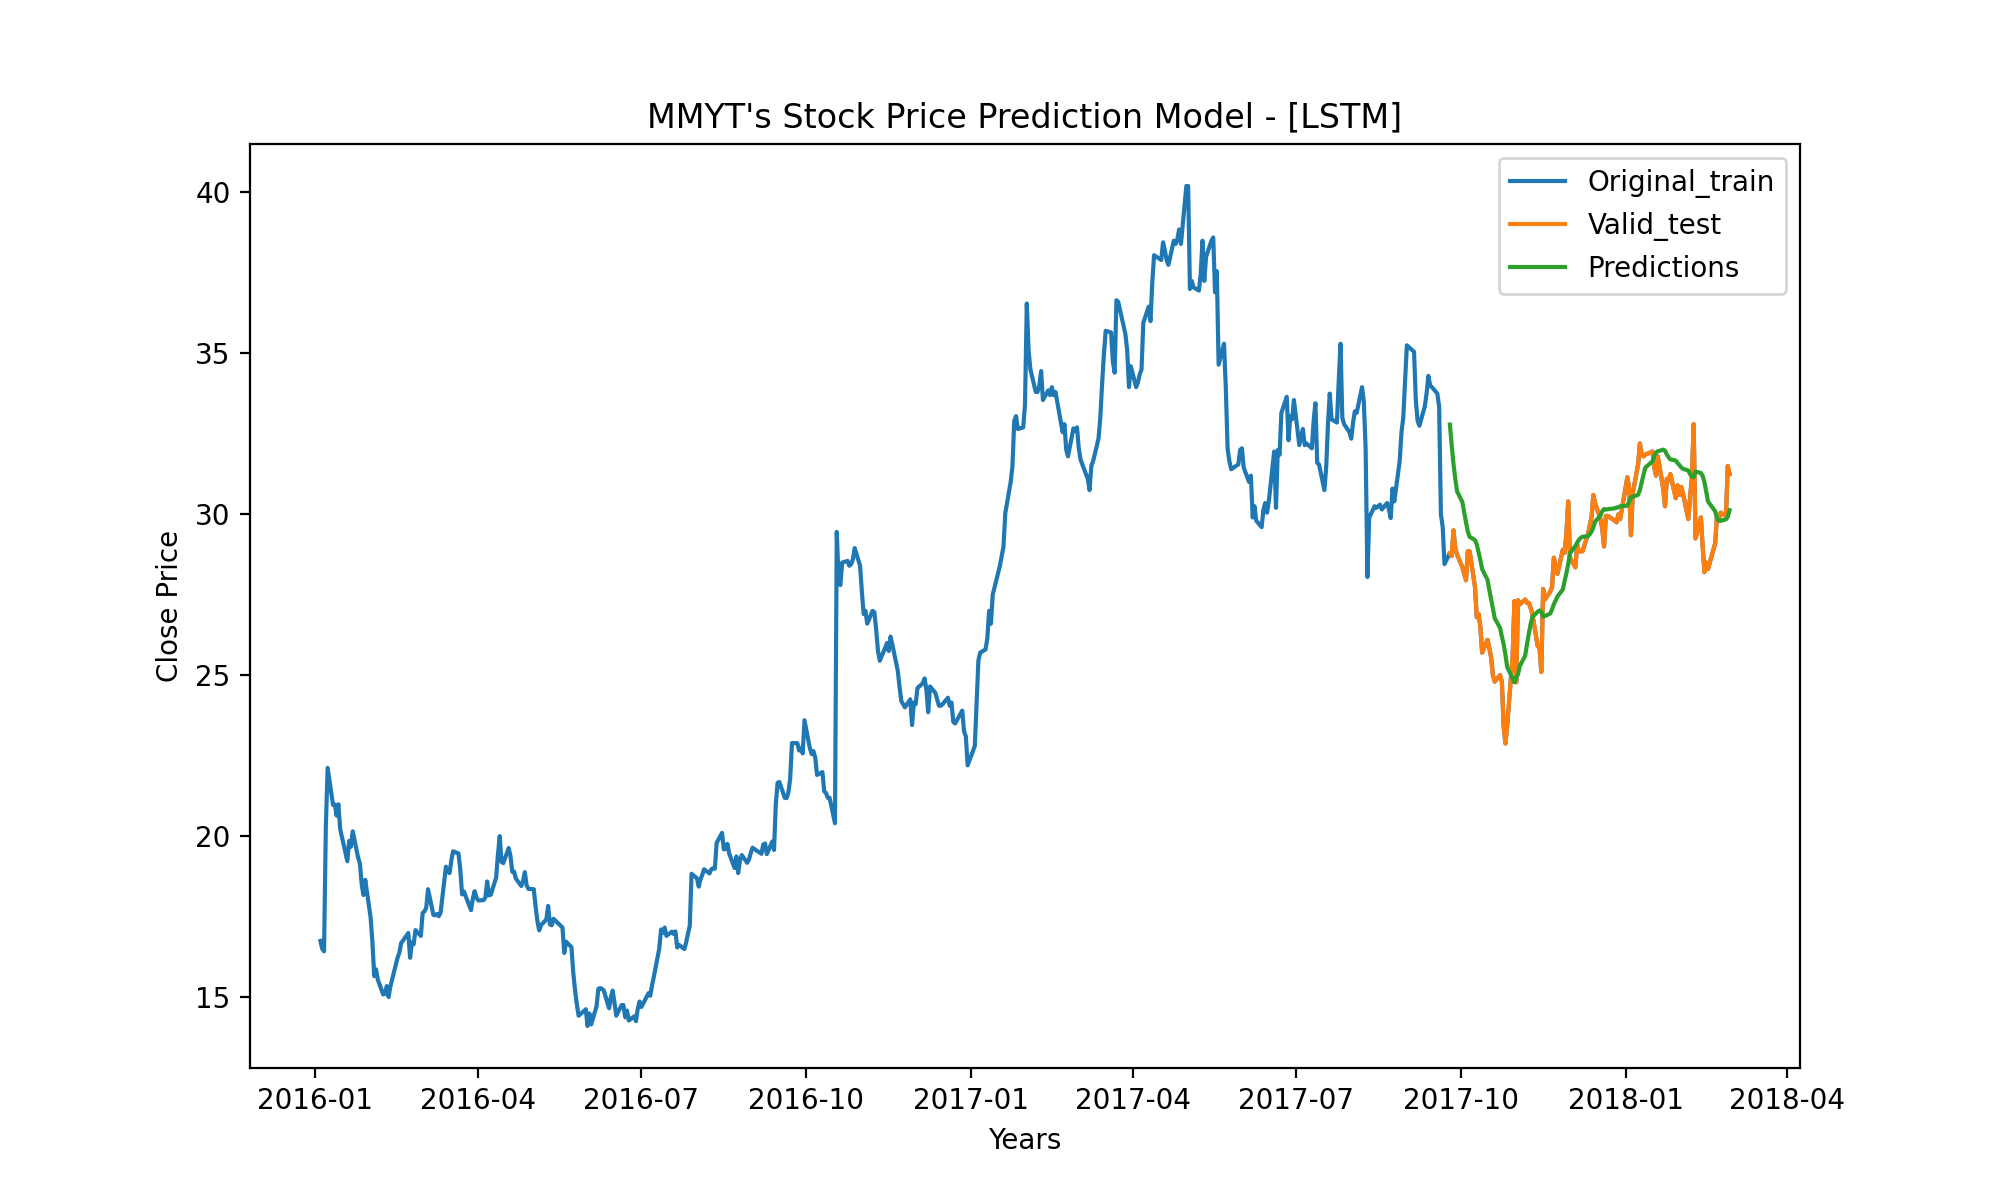 MMYT's Stock Price Prediction Model - [LSTM]
Original_train
Valid_test
Predictions
40
35
30
25
20
15
Close Price
2016-01 2016-04 2016-07 2016-10 2017-01 2017-04 2017-07 2017-10 2018-01 2018-04
Years